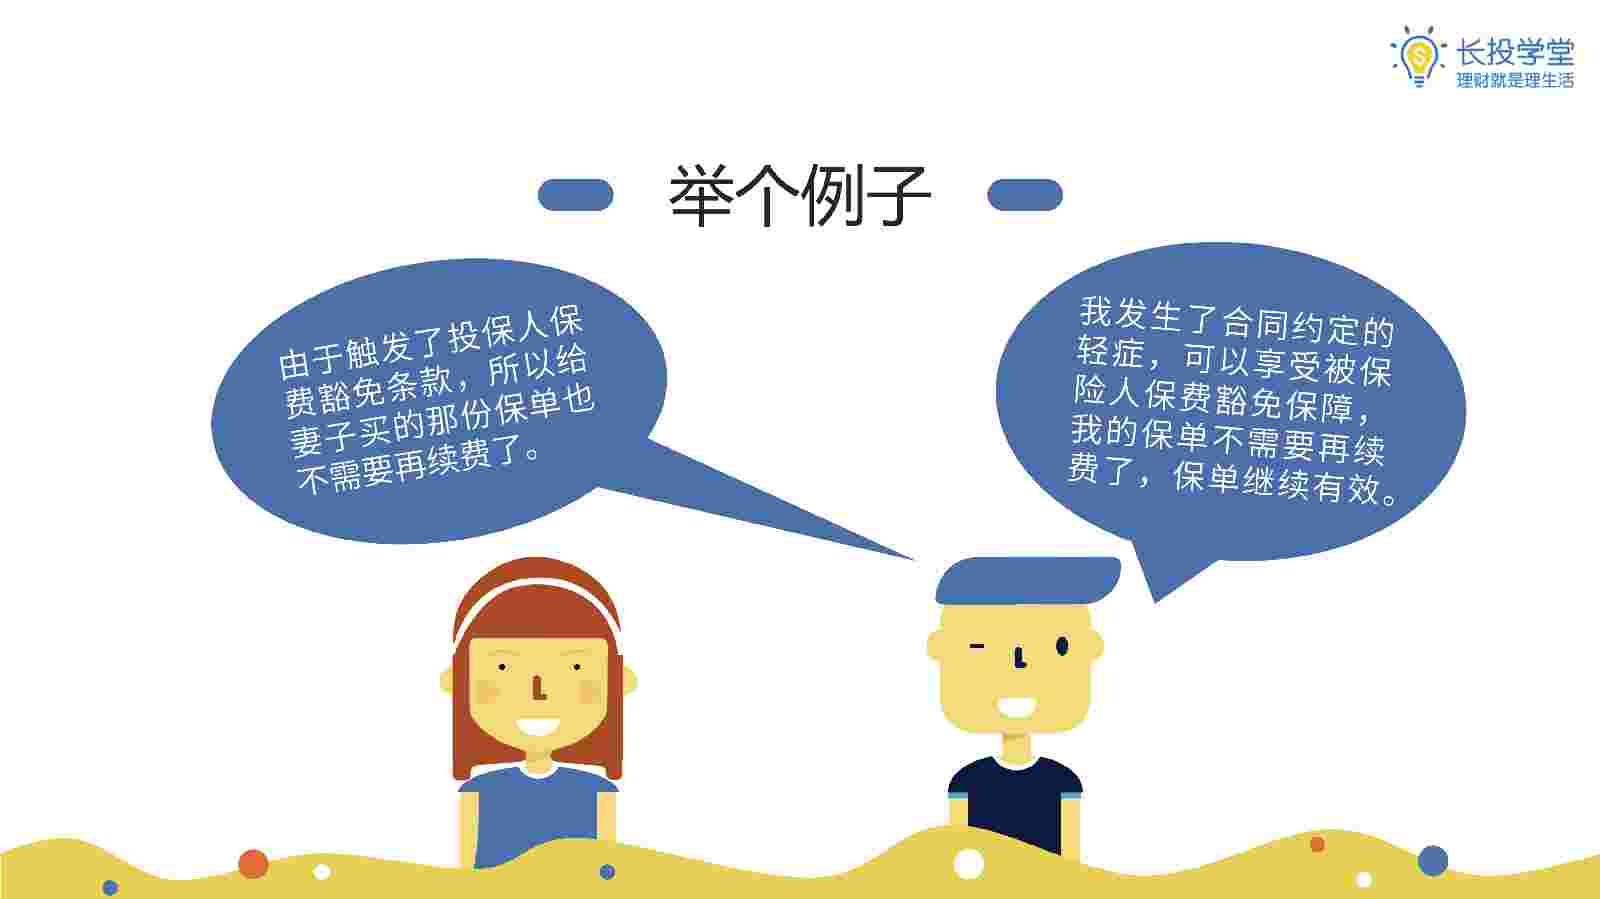 长投学堂
理财就是理生活
举个例子
由于触发了投保人保
费豁免条款，所以给
妻子买的那份保单也
不需要再续费了。
我发生了合同约定的
轻症，可以享受被保
险人保费豁免保障，
我的保单不需要再续
费了，保单继续有效。